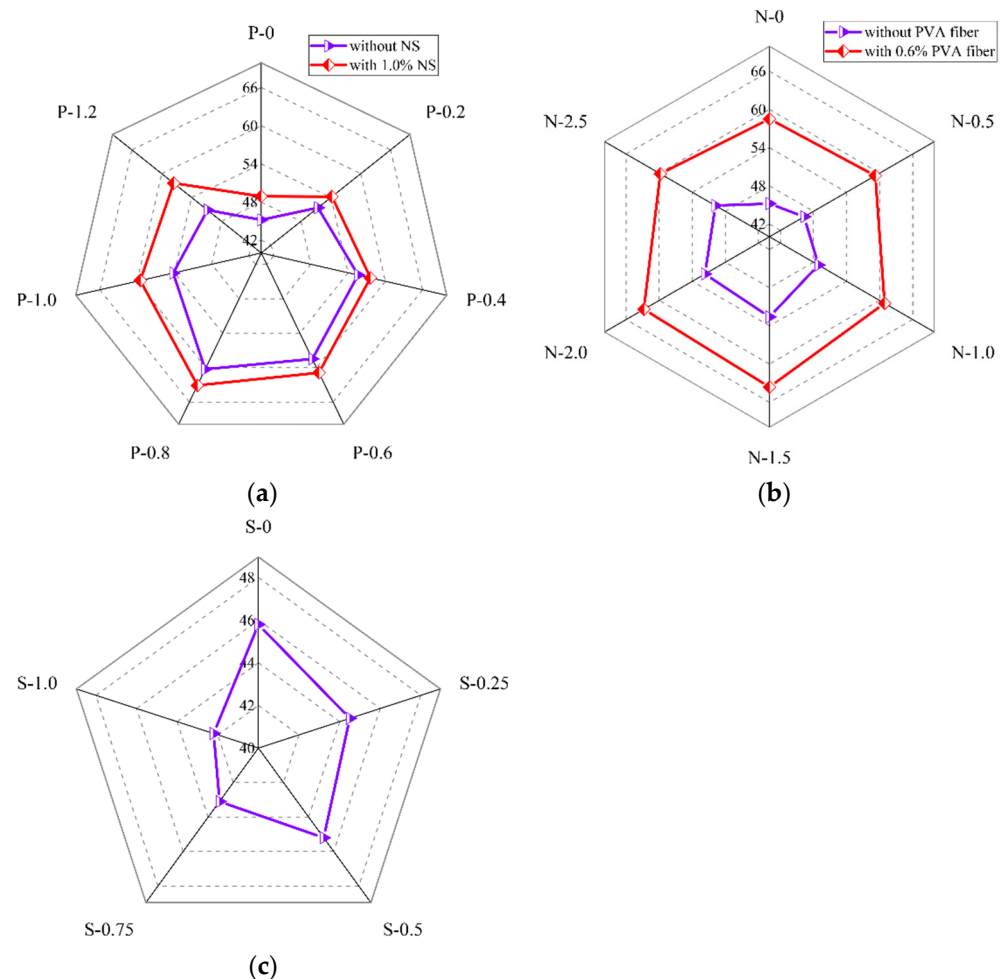 P-0
without NS
with 1.0% NS
66
P-1.2
P-0.2
60
54
48
42
P-1.0
P-0.4
P-0.8
P-0.6
(a)
without PVA fiber
with 0.6% PVA fiber
66
N-2.5
N-0.5
60
54
48
42
N-2.0
N-1.0
N-1.5
(b)
S-0
48
46
S-1.0
S-0.25
44
42
40
S-0.75
S-0.5
(c)